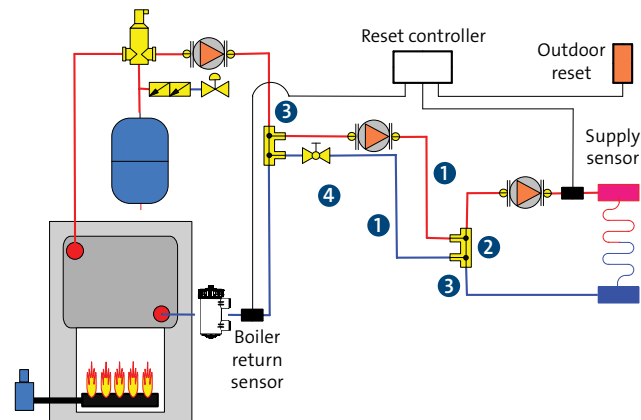 Reset controller
Outdoor
reset
Supply
sensor
3
1
4
1
2
3
Boiler
return
sensor